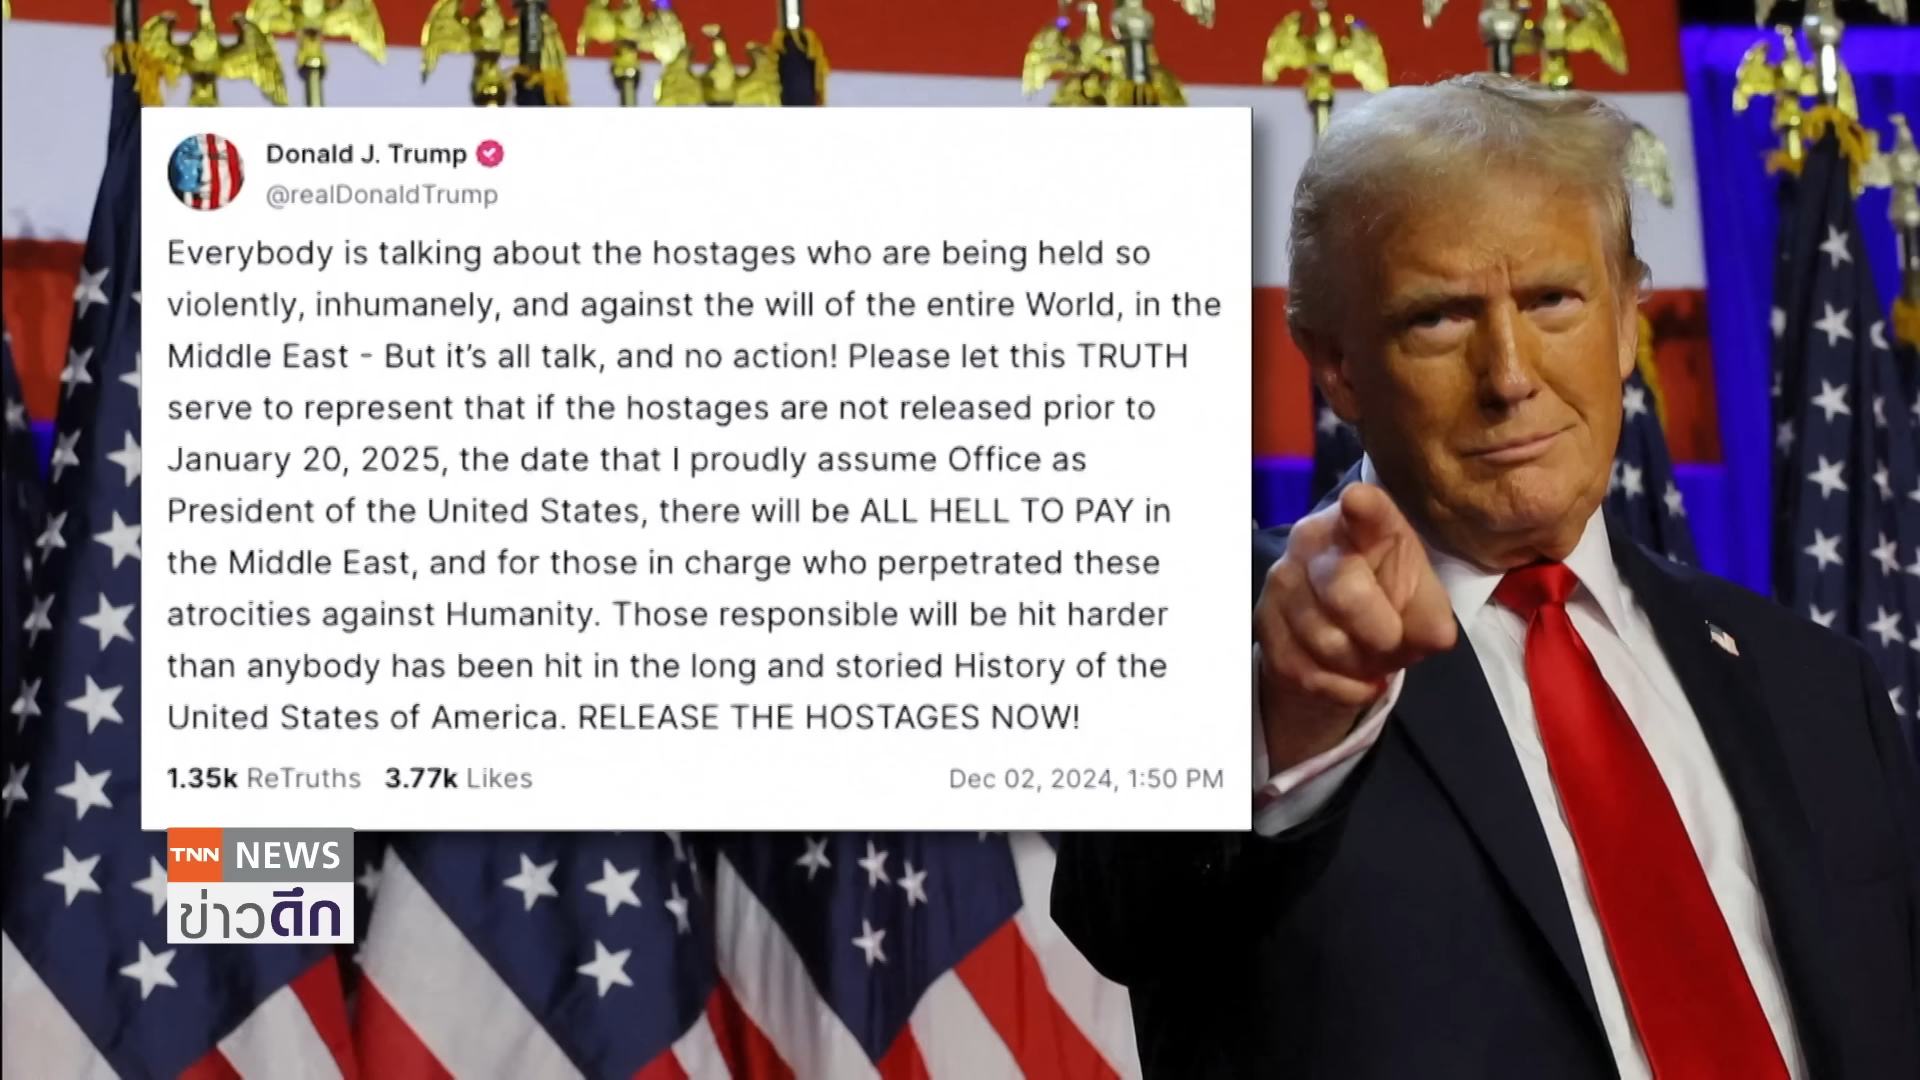 Donald J. Trump
@realDonaldTrump
Everybody is talking about the hostages who are being held so
violently, inhumanely, and against the will of the entire World, in the
Middle East - But it's all talk, and no action! Please let this TRUTH
serve to represent that if the hostages are not released prior to
January 20, 2025, the date that I proudly assume Office as
President of the United States, there will be ALL HELL TO PAY in
the Middle East, and for those in charge who perpetrated these
atrocities against Humanity. Those responsible will be hit harder
than anybody has been hit in the long and storied History of the
United States of America. RELEASE THE HOSTAGES NOW!
1.35k ReTruths 3.77k Likes Dec 02, 2024, 1:50 PM
TNN NEWS
ข่าวดึก